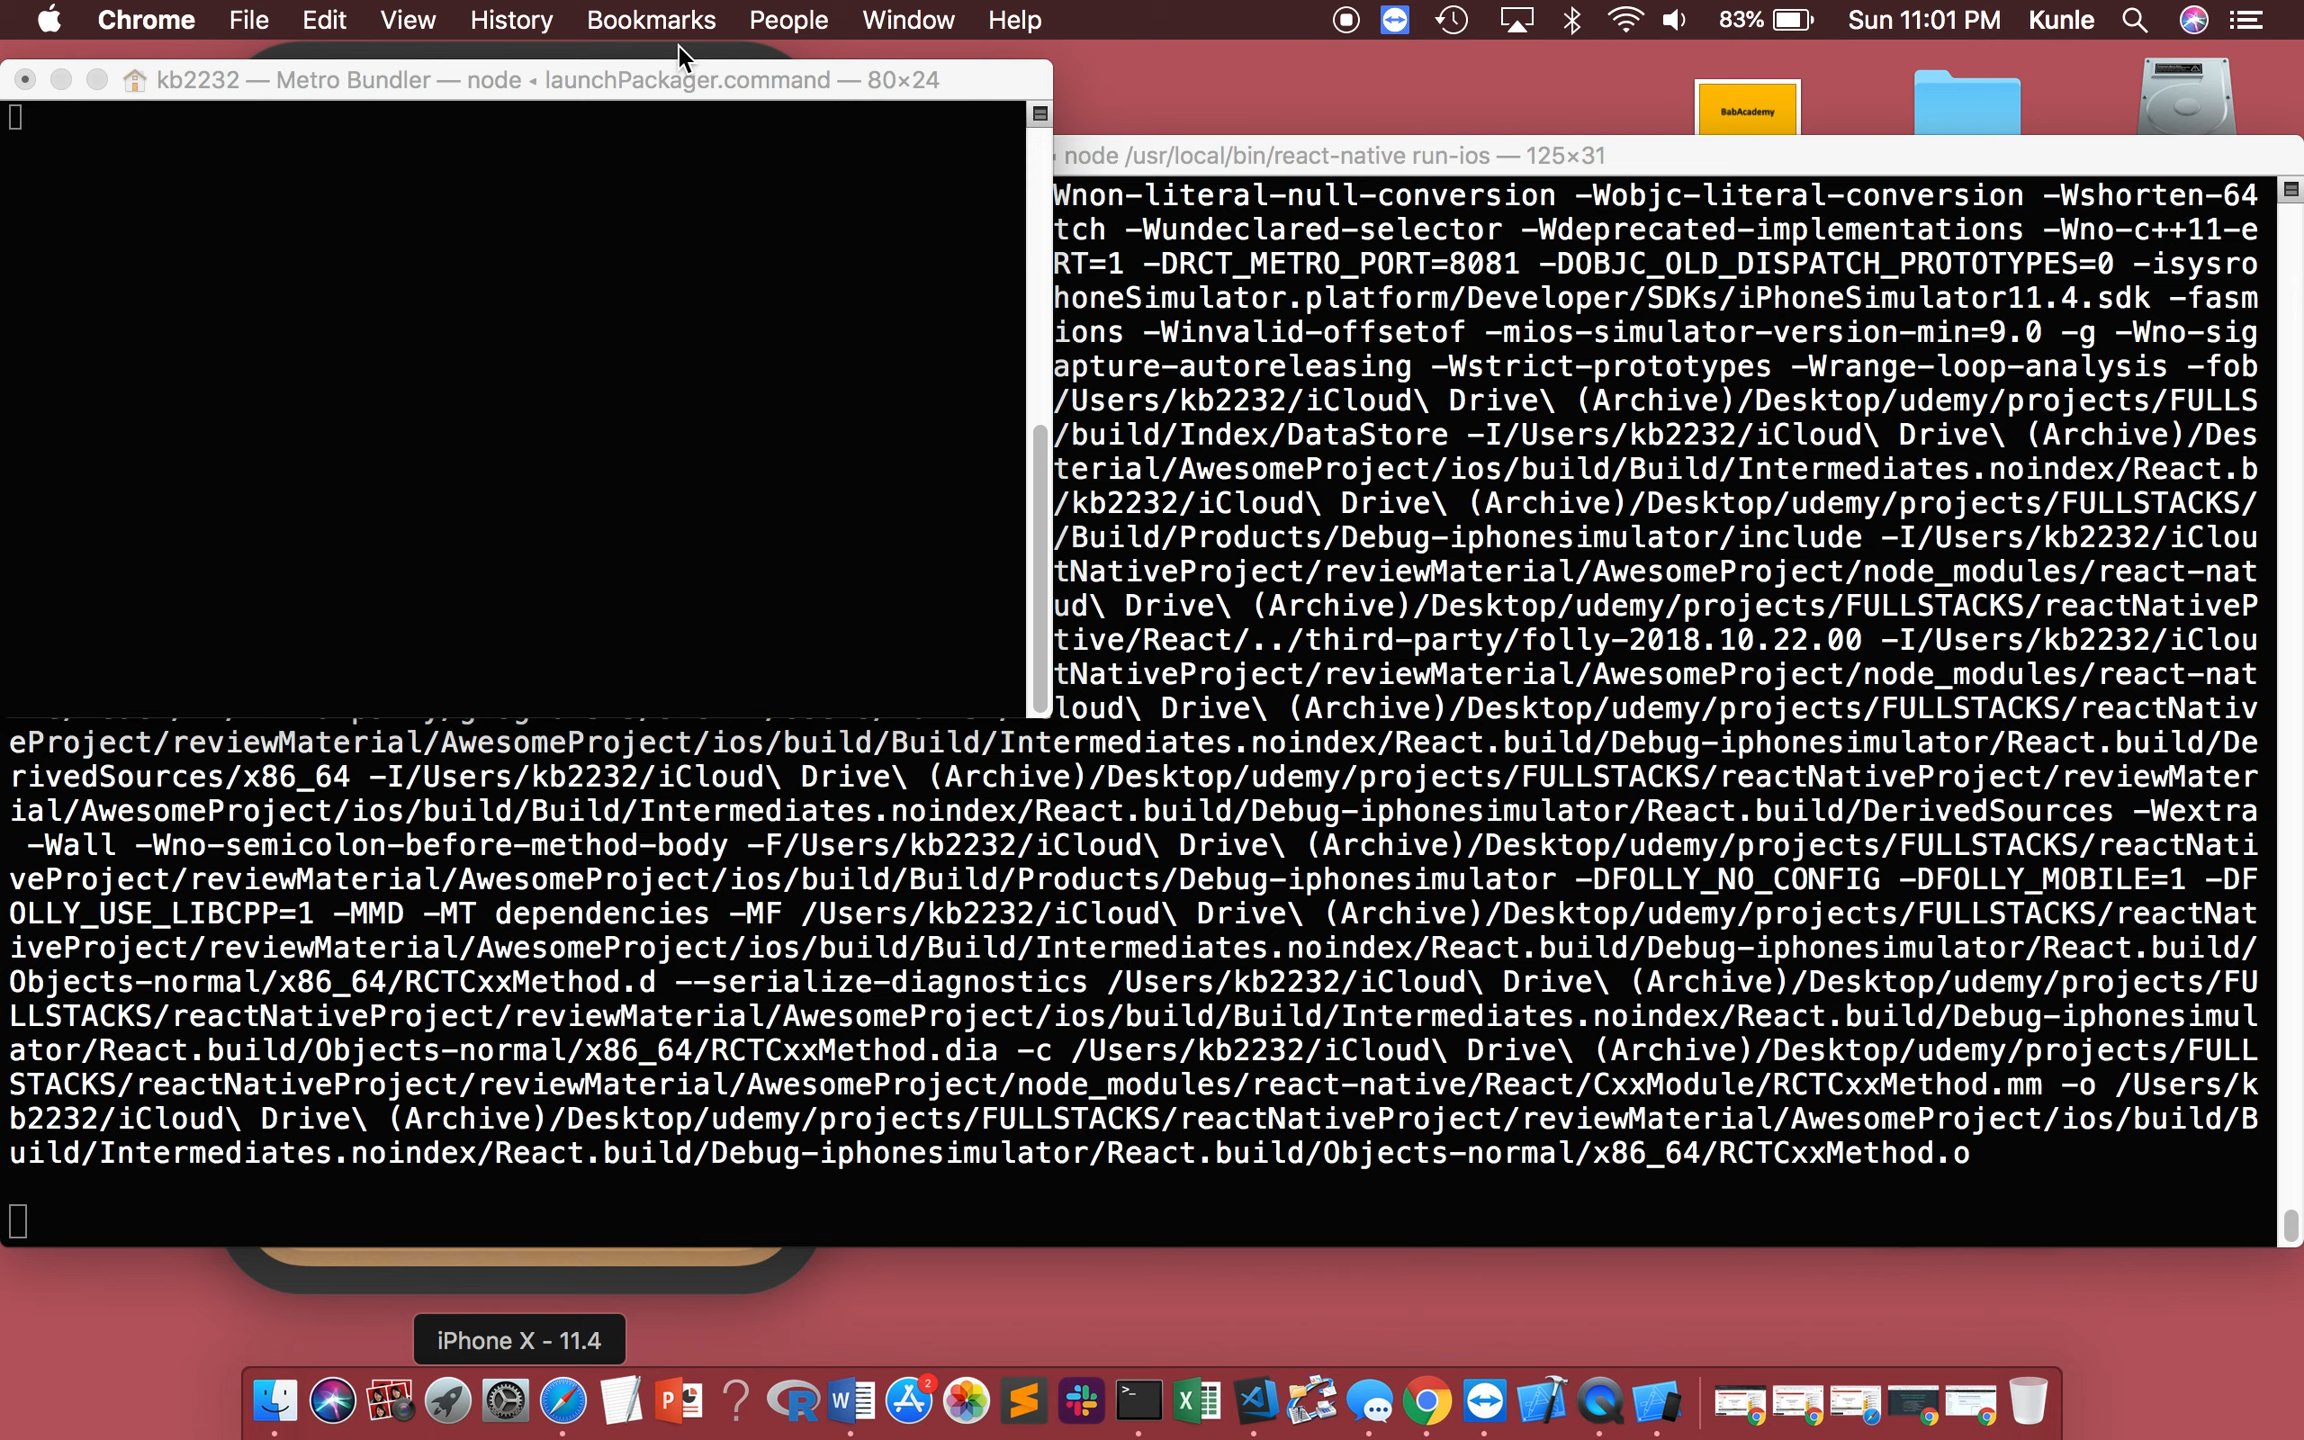 Chrome File Edit View History Bookmarks People Window Help 83% Sun 11:01 PM Kunle
kb2232 — Metro Bundler — node ◂ launchPackager.command — 80×24
BabAcademy
node /usr/local/bin/react-native run-ios — 125×31
Wnon-literal-null-conversion -Wobjc-literal-conversion -Wshorten-64
tch -Wundeclared-selector -Wdeprecated-implementations -Wno-c++11-e
RT=1 -DRCT_METRO_PORT=8081 -DOBJC_OLD_DISPATCH_PROTOTYPES=0 -isysro
honeSimulator.platform/Developer/SDKs/iPhoneSimulator11.4.sdk -fasm
ions -Winvalid-offsetof -mios-simulator-version-min=9.0 -g -Wno-sig
apture-autoreleasing -Wstrict-prototypes -Wrange-loop-analysis -fob
/Users/kb2232/iCloud\ Drive\ (Archive)/Desktop/udemy/projects/FULLS
/build/Index/DataStore -I/Users/kb2232/iCloud\ Drive\ (Archive)/Des
terial/AwesomeProject/ios/build/Build/Intermediates.noindex/React.b
/kb2232/iCloud\ Drive\ (Archive)/Desktop/udemy/projects/FULLSTACKS/
/Build/Products/Debug-iphonesimulator/include -I/Users/kb2232/iClou
tNativeProject/reviewMaterial/AwesomeProject/node_modules/react-nat
ud\ Drive\ (Archive)/Desktop/udemy/projects/FULLSTACKS/reactNativeP
tive/React/../third-party/folly-2018.10.22.00 -I/Users/kb2232/iClou
tNativeProject/reviewMaterial/AwesomeProject/node_modules/react-nat
loud\ Drive\ (Archive)/Desktop/udemy/projects/FULLSTACKS/reactNativ
eProject/reviewMaterial/AwesomeProject/ios/build/Build/Intermediates.noindex/React.build/Debug-iphonesimulator/React.build/De
rivedSources/x86_64 -I/Users/kb2232/iCloud\ Drive\ (Archive)/Desktop/udemy/projects/FULLSTACKS/reactNativeProject/reviewMater
ial/AwesomeProject/ios/build/Build/Intermediates.noindex/React.build/Debug-iphonesimulator/React.build/DerivedSources -Wextra
-Wall -Wno-semicolon-before-method-body -F/Users/kb2232/iCloud\ Drive\ (Archive)/Desktop/udemy/projects/FULLSTACKS/reactNati
veProject/reviewMaterial/AwesomeProject/ios/build/Build/Products/Debug-iphonesimulator -DFOLLY_NO_CONFIG -DFOLLY_MOBILE=1 -DF
OLLY_USE_LIBCPP=1 -MMD -MT dependencies -MF /Users/kb2232/iCloud\ Drive\ (Archive)/Desktop/udemy/projects/FULLSTACKS/reactNat
iveProject/reviewMaterial/AwesomeProject/ios/build/Build/Intermediates.noindex/React.build/Debug-iphonesimulator/React.build/
Objects-normal/x86_64/RCTCxxMethod.d --serialize-diagnostics /Users/kb2232/iCloud\ Drive\ (Archive)/Desktop/udemy/projects/FU
LLSTACKS/reactNativeProject/reviewMaterial/AwesomeProject/ios/build/Build/Intermediates.noindex/React.build/Debug-iphonesimul
ator/React.build/Objects-normal/x86_64/RCTCxxMethod.dia -c /Users/kb2232/iCloud\ Drive\ (Archive)/Desktop/udemy/projects/FULL
STACKS/reactNativeProject/reviewMaterial/AwesomeProject/node_modules/react-native/React/CxxModule/RCTCxxMethod.mm -o /Users/k
b2232/iCloud\ Drive\ (Archive)/Desktop/udemy/projects/FULLSTACKS/reactNativeProject/reviewMaterial/AwesomeProject/ios/build/B
uild/Intermediates.noindex/React.build/Debug-iphonesimulator/React.build/Objects-normal/x86_64/RCTCxxMethod.o
iPhone X - 11.4
2